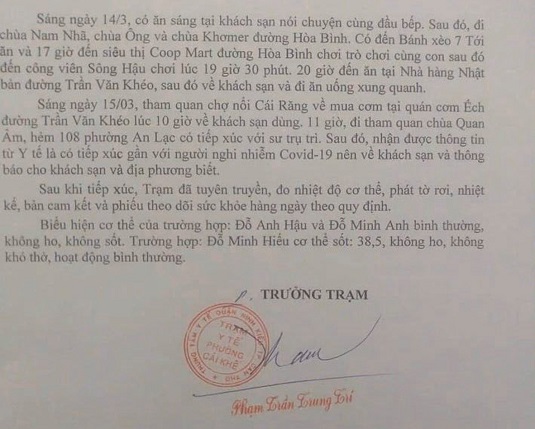 Sáng ngày 14/3, có ăn sáng tại khách sạn nói chuyện cùng đầu bếp. Sau đó, đi
chùa Nam Nhã, chùa Ông và chùa Khơmer đường Hòa Bình. Có đến Bánh xèo 7 Tới
ăn và 17 giờ đến siêu thị Coop Mart đường Hòa Bình chơi trò chơi cùng con sau đó
đến công viên Sông Hậu chơi lúc 19 giờ 30 phút. 20 giờ đến ăn tại Nhà hàng Nhật
bản đường Trần Văn Khéo, sau đó về khách sạn và đi ăn uống xung quanh.
Sáng ngày 15/03, tham quan chợ nổi Cái Răng về mua cơm tại quán cơm Ếch
đường Trần Văn Khéo lúc 10 giờ về khách sạn dùng. 11 giờ, đi tham quan chùa Quan
Âm, hẻm 108 phường An Lạc có tiếp xúc với sư trụ trì. Sau đó, nhận được thông tin
từ Y tế là có tiếp xúc gần với người nghi nhiễm Covid-19 nên về khách sạn và thông
báo cho khách sạn và địa phương biết.
Sau khi tiếp xúc, Trạm đã tuyên truyền, đo nhiệt độ cơ thể, phát tờ rơi, nhiệt
kế, bản cam kết và phiếu theo dõi sức khỏe hàng ngày theo quy định.
Biểu hiện cơ thể của trường hợp: Đỗ Anh Hậu và Đỗ Minh Anh bình thường,
không ho, không sốt. Trường hợp: Đỗ Minh Hiếu cơ thể sốt: 38,5, không ho, không
khó thở, hoạt động bình thường.
P. TRƯỞNG TRẠM
TRUNG TÂM Y TẾ QUẬN NINH KIỀU
TRẠM
Y TẾ
PHƯỜNG
CÁI KHẾ
Phạm Trần Trung Trí